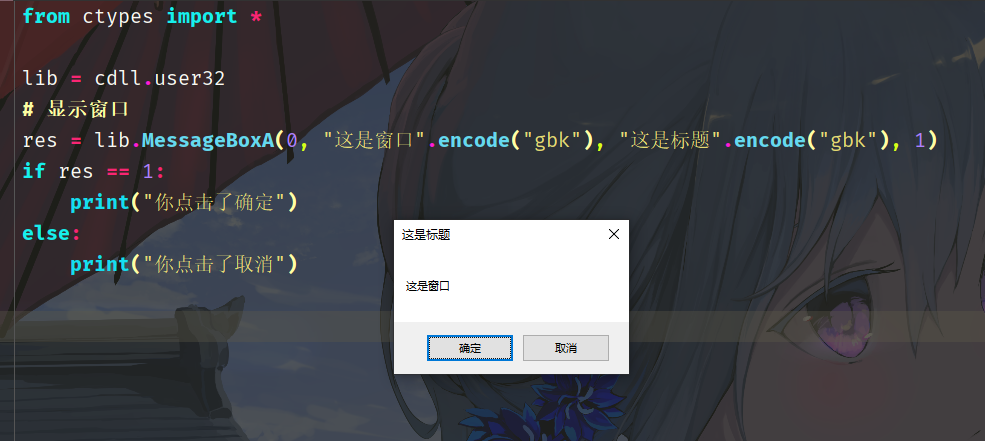 from ctypes import *
lib = cdll.user32
# 显示窗口
res = lib.MessageBoxA(0, "这是窗口".encode("gbk"), "这是标题".encode("gbk"), 1)
if res == 1:
    print("你点击了确定")
else:
    print("你点击了取消")
这是标题
这是窗口
确定 取消